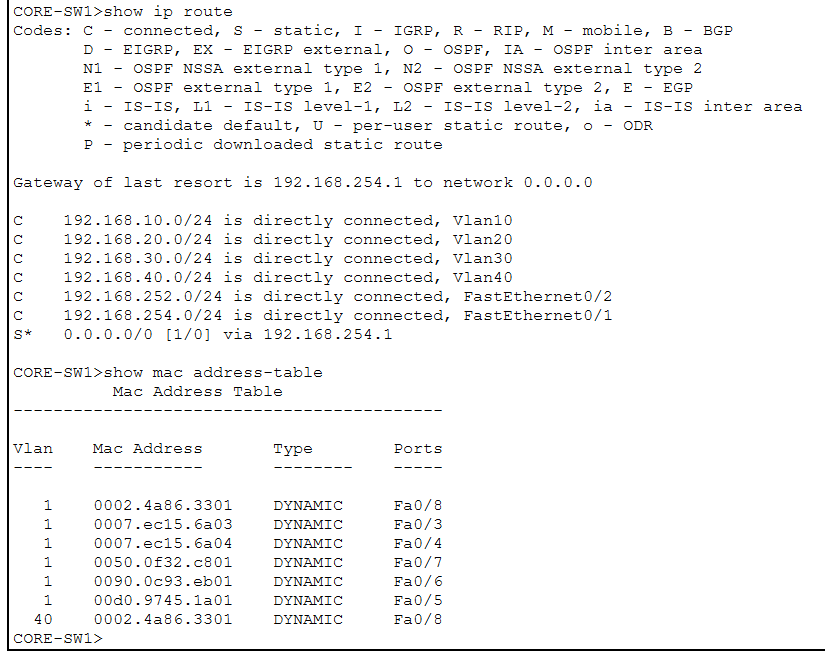 CORE-SW1>show ip route
Codes: C - connected, S - static, I - IGRP, R - RIP, M - mobile, B - BGP
       D - EIGRP, EX - EIGRP external, O - OSPF, IA - OSPF inter area
       N1 - OSPF NSSA external type 1, N2 - OSPF NSSA external type 2
       E1 - OSPF external type 1, E2 - OSPF external type 2, E - EGP
       i - IS-IS, L1 - IS-IS level-1, L2 - IS-IS level-2, ia - IS-IS inter area
       * - candidate default, U - per-user static route, o - ODR
       P - periodic downloaded static route

Gateway of last resort is 192.168.254.1 to network 0.0.0.0

C    192.168.10.0/24 is directly connected, Vlan10
C    192.168.20.0/24 is directly connected, Vlan20
C    192.168.30.0/24 is directly connected, Vlan30
C    192.168.40.0/24 is directly connected, Vlan40
C    192.168.252.0/24 is directly connected, FastEthernet0/2
C    192.168.254.0/24 is directly connected, FastEthernet0/1
S*   0.0.0.0/0 [1/0] via 192.168.254.1

CORE-SW1>show mac address-table
          Mac Address Table
-------------------------------------------

Vlan    Mac Address       Type        Ports
----    -----------       --------    -----

   1    0002.4a86.3301    DYNAMIC     Fa0/8
   1    0007.ec15.6a03    DYNAMIC     Fa0/3
   1    0007.ec15.6a04    DYNAMIC     Fa0/4
   1    0050.0f32.c801    DYNAMIC     Fa0/7
   1    0090.0c93.eb01    DYNAMIC     Fa0/6
   1    00d0.9745.1a01    DYNAMIC     Fa0/5
  40    0002.4a86.3301    DYNAMIC     Fa0/8
CORE-SW1>